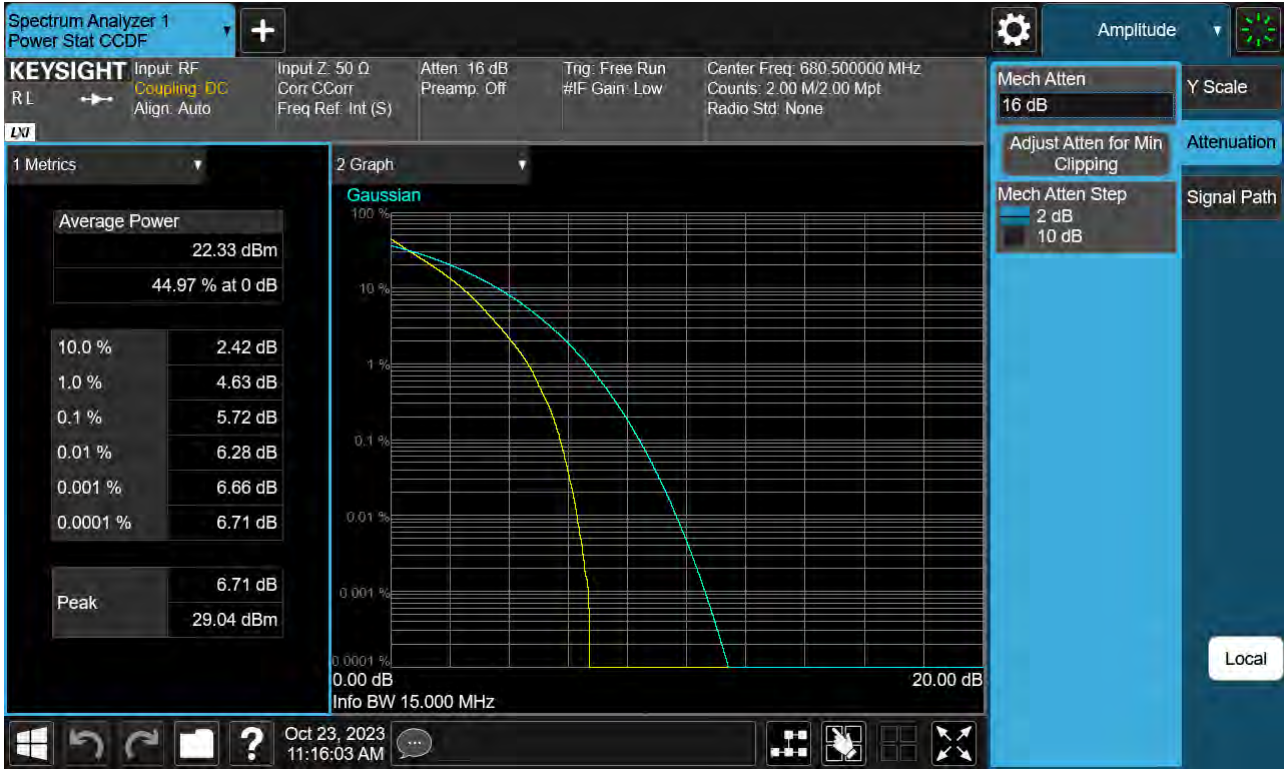 Spectrum Analyzer 1
Power Stat CCDF
+
Amplitude
KEYSIGHT
R L
LXI
Input: RF
Coupling: DC
Align: Auto
Input Z: 50 Ω
Corr CCorr
Freq Ref: Int (S)
Atten: 16 dB
Preamp: Off
Trig: Free Run
#IF Gain: Low
Center Freq: 680.500000 MHz
Counts: 2.00 M/2.00 Mpt
Radio Std: None
Mech Atten
16 dB
Adjust Atten for Min
Clipping
Mech Atten Step
2 dB
10 dB
Y Scale
Attenuation
Signal Path
Local
1 Metrics
Average Power
22.33 dBm
44.97 % at 0 dB
10.0 % 2.42 dB
1.0 % 4.63 dB
0.1 % 5.72 dB
0.01 % 6.28 dB
0.001 % 6.66 dB
0.0001 % 6.71 dB
Peak
6.71 dB
29.04 dBm
2 Graph
Gaussian
100 %
10 %
1 %
0.1 %
0.01 %
0.001 %
0.0001 %
0.00 dB 20.00 dB
Info BW 15.000 MHz
?
Oct 23, 2023
11:16:03 AM